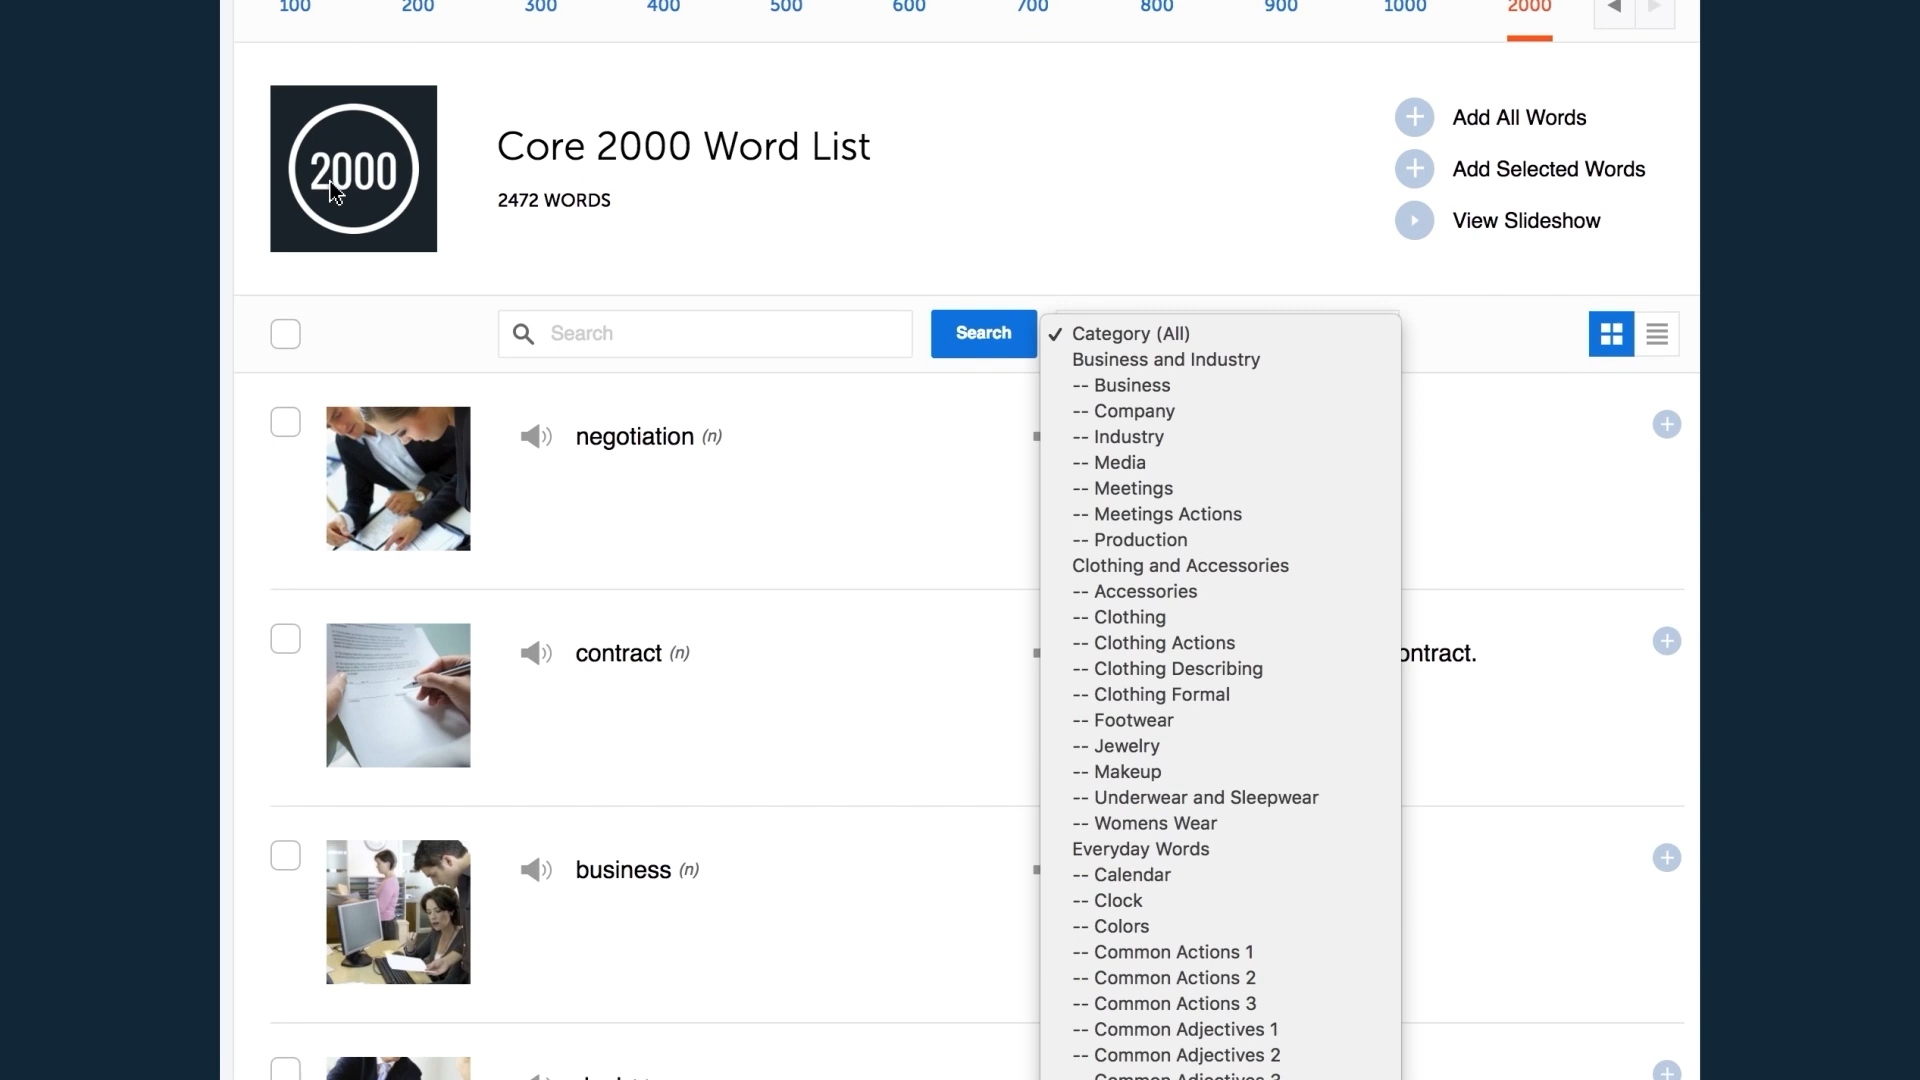 100 200 300 400 500 600 700 800 900 1000 2000
2000
Core 2000 Word List
2472 WORDS
Add All Words
Add Selected Words
View Slideshow
Search
Search
✓ Category (All)
Business and Industry
-- Business
-- Company
-- Industry
-- Media
-- Meetings
-- Meetings Actions
-- Production
Clothing and Accessories
-- Accessories
-- Clothing
-- Clothing Actions
-- Clothing Describing
-- Clothing Formal
-- Footwear
-- Jewelry
-- Makeup
-- Underwear and Sleepwear
-- Womens Wear
Everyday Words
-- Calendar
-- Clock
-- Colors
-- Common Actions 1
-- Common Actions 2
-- Common Actions 3
-- Common Adjectives 1
-- Common Adjectives 2
-- Common Adjectives 3
negotiation (n)
contract (n)
ontract.
business (n)